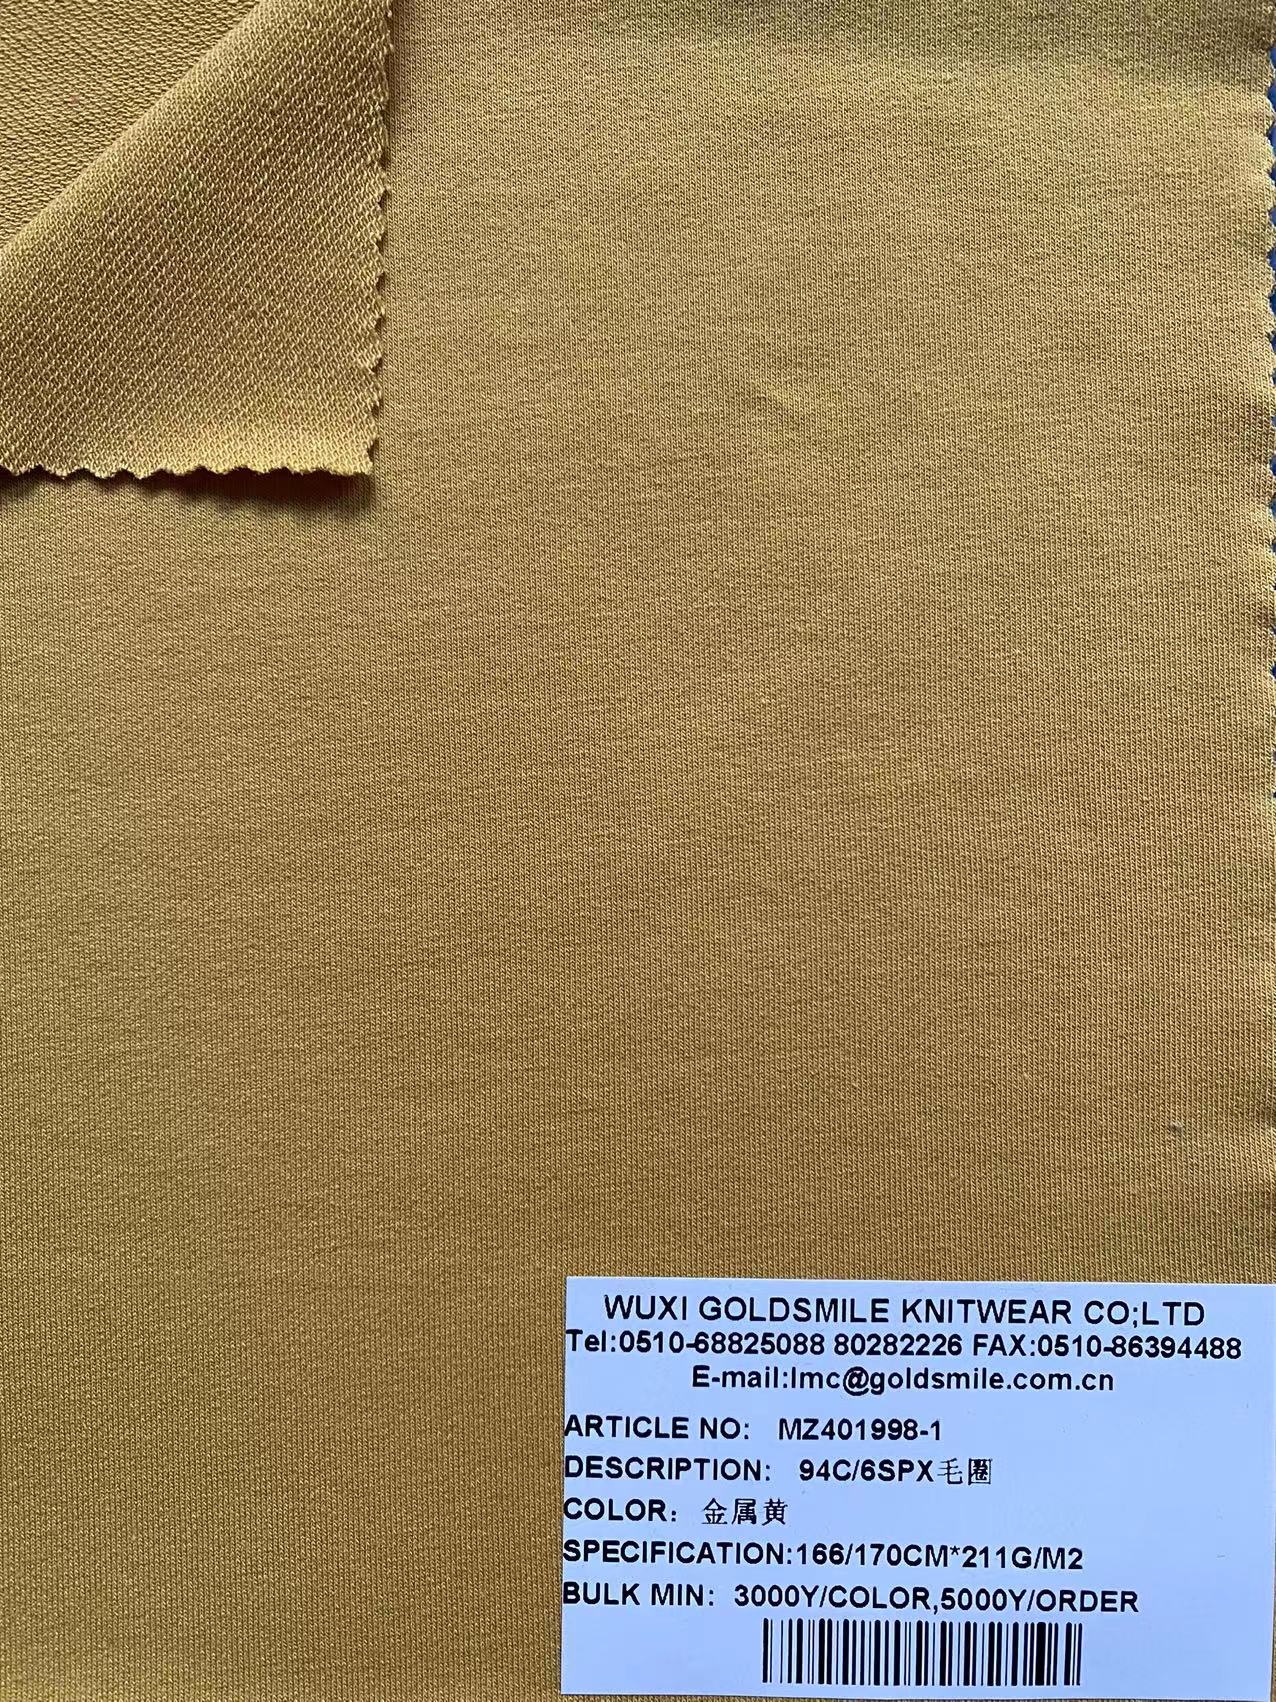 WUXI GOLDSMILE KNITWEAR CO;LTD
Tel:0510-68825088 80282226 FAX:0510-86394488
E-mail:lmc@goldsmile.com.cn
ARTICLE NO: MZ401998-1
DESCRIPTION: 94C/6SPX毛圈
COLOR：金属黄
SPECIFICATION:166/170CM*211G/M2
BULK MIN: 3000Y/COLOR,5000Y/ORDER